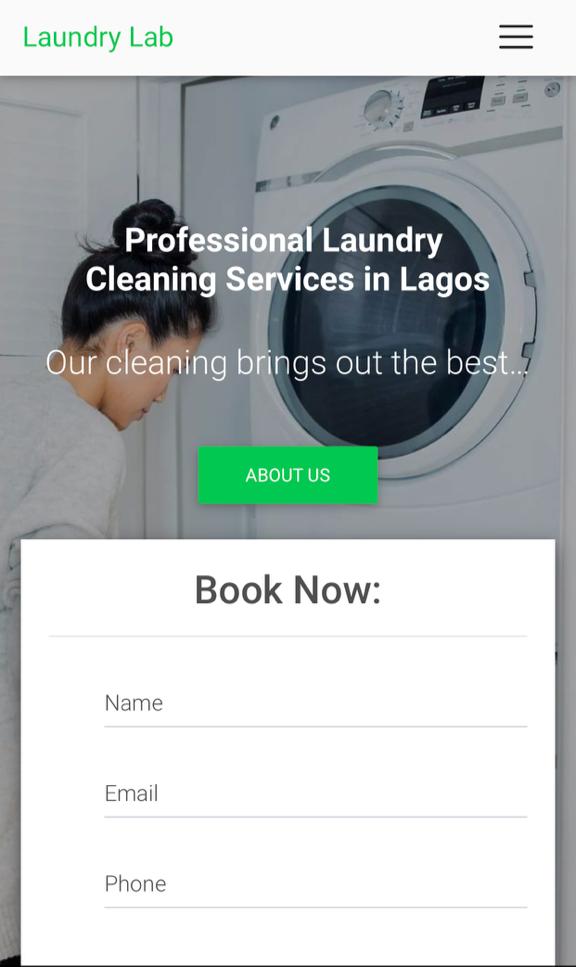 Laundry Lab
Professional Laundry
Cleaning Services in Lagos
Our cleaning brings out the best...
ABOUT US
Book Now:
Name
Email
Phone